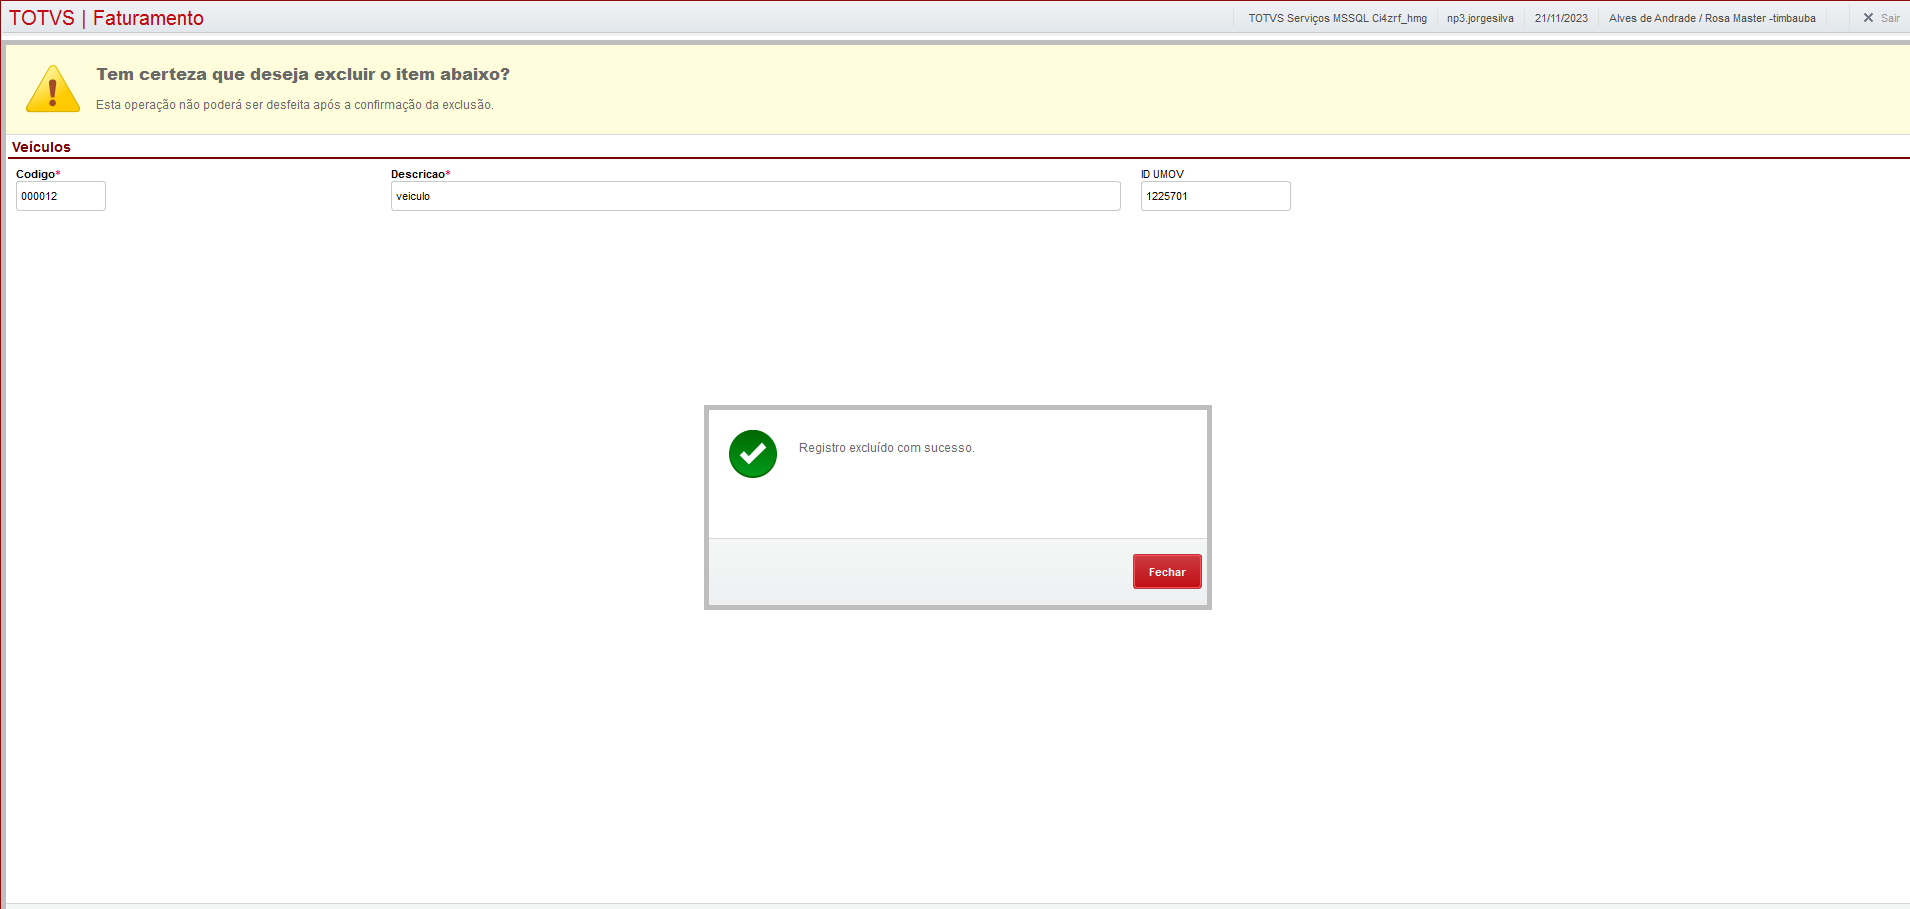 TOTVS | Faturamento
TOTVS Serviços MSSQL Ci4zrf_hmg
np3.jorgesilva
21/11/2023
Alves de Andrade / Rosa Master -timbauba
Sair
Tem certeza que deseja excluir o item abaixo?
Esta operação não poderá ser desfeita após a confirmação da exclusão.
Veículos
Codigo*
Descricao*
ID UMOV
000012
veiculo
1225701
Registro excluído com sucesso.
Fechar